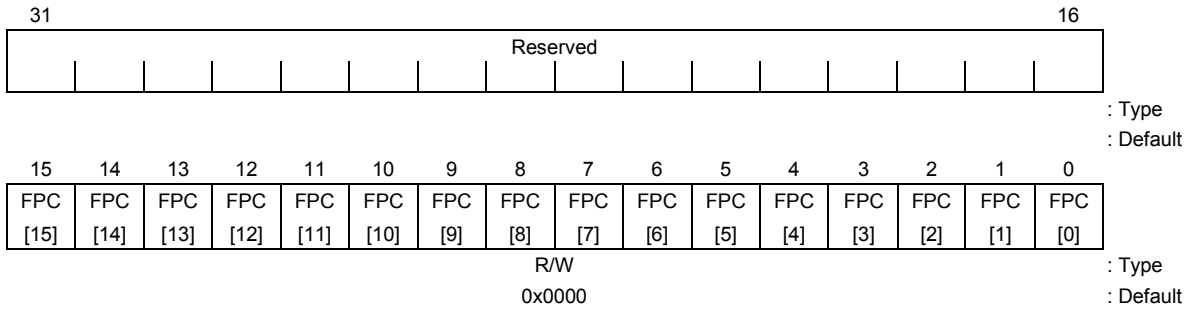 31 16
Reserved
: Type
: Default
15 14 13 12 11 10 9 8 7 6 5 4 3 2 1 0
FPC FPC FPC FPC FPC FPC FPC FPC FPC FPC FPC FPC FPC FPC FPC FPC
[15] [14] [13] [12] [11] [10] [9] [8] [7] [6] [5] [4] [3] [2] [1] [0]
R/W : Type
0x0000 : Default